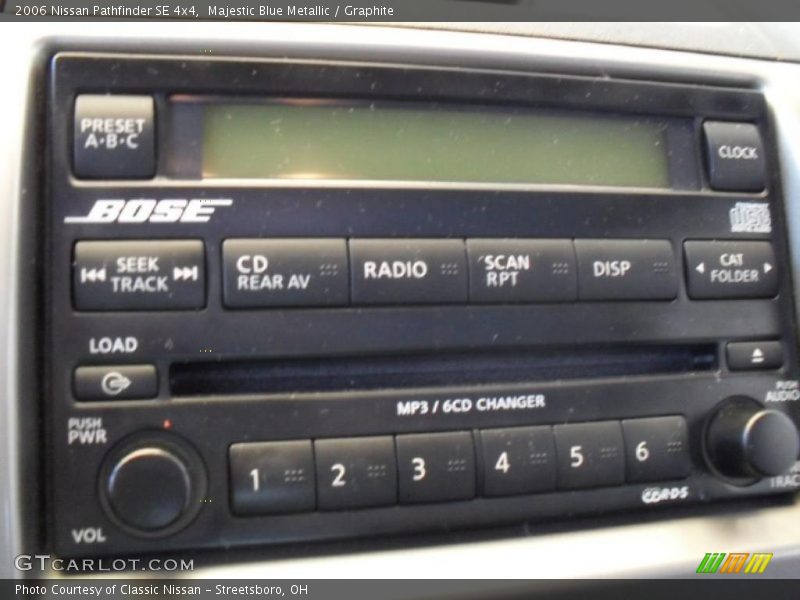 2006 Nissan Pathfinder SE 4x4, Majestic Blue Metallic / Graphite
PRESET
A·B·C
CLOCK
BOSE
SEEK
TRACK
CD
REAR AV
RADIO
SCAN
RPT
DISP
CAT
FOLDER
LOAD
MP3 / 6CD CHANGER
PUSH
PWR
PUSH
AUDIO
1
2
3
4
5
6
VOL
GTCARLOT.COM
Photo Courtesy of Classic Nissan - Streetsboro, OH